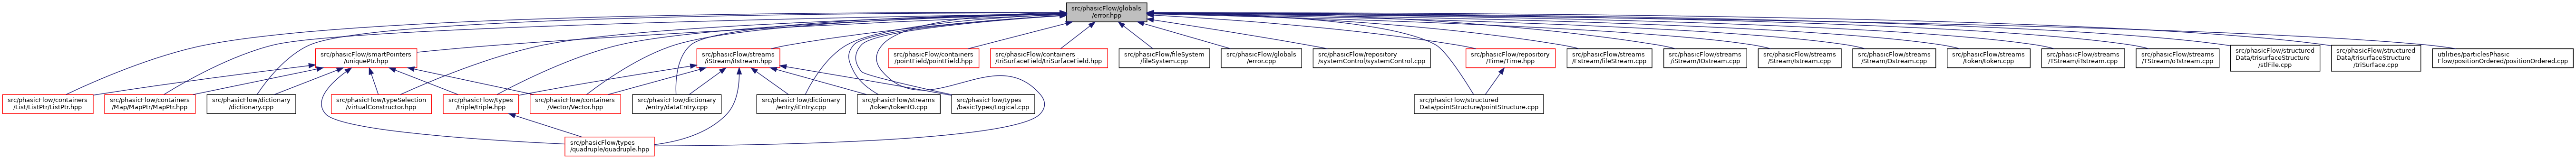 src/phasicFlow/globals
/error.hpp
src/phasicFlow/smartPointers
/uniquePtr.hpp
src/phasicFlow/streams
/iStream/IIstream.hpp
src/phasicFlow/containers
/pointField/pointField.hpp
src/phasicFlow/containers
/triSurfaceField/triSurfaceField.hpp
src/phasicFlow/fileSystem
/fileSystem.cpp
src/phasicFlow/globals
/error.cpp
src/phasicFlow/repository
/systemControl/systemControl.cpp
src/phasicFlow/repository
/Time/Time.hpp
src/phasicFlow/streams
/Fstream/fileStream.cpp
src/phasicFlow/streams
/iStream/IOstream.cpp
src/phasicFlow/streams
/Stream/Istream.cpp
src/phasicFlow/streams
/Stream/Ostream.cpp
src/phasicFlow/streams
/token/token.cpp
src/phasicFlow/streams
/TStream/iTstream.cpp
src/phasicFlow/streams
/TStream/oTstream.cpp
src/phasicFlow/structured
Data/trisurfaceStructure
/stlFile.cpp
src/phasicFlow/structured
Data/trisurfaceStructure
/triSurface.cpp
utilities/particlesPhasic
Flow/positionOrdered/positionOrdered.cpp
src/phasicFlow/containers
/List/ListPtr/ListPtr.hpp
src/phasicFlow/containers
/Map/MapPtr/MapPtr.hpp
src/phasicFlow/dictionary
/dictionary.cpp
src/phasicFlow/typeSelection
/virtualConstructor.hpp
src/phasicFlow/types
/triple/triple.hpp
src/phasicFlow/containers
/Vector/Vector.hpp
src/phasicFlow/dictionary
/entry/dataEntry.cpp
src/phasicFlow/dictionary
/entry/iEntry.cpp
src/phasicFlow/streams
/token/tokenIO.cpp
src/phasicFlow/types
/basicTypes/Logical.cpp
src/phasicFlow/structured
Data/pointStructure/pointStructure.cpp
src/phasicFlow/types
/quadruple/quadruple.hpp